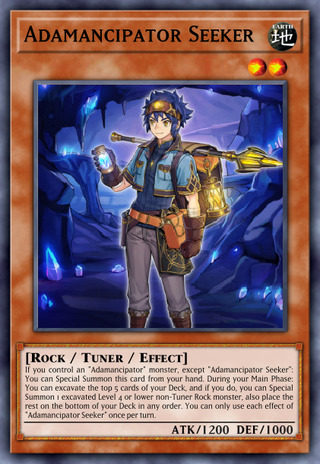 Adamancipator Seeker
EARTH
地
[Rock / Tuner / Effect]
If you control an "Adamancipator" monster, except "Adamancipator Seeker":
You can Special Summon this card from your hand. During your Main Phase:
You can excavate the top 5 cards of your Deck, and if you do, you can Special
Summon 1 excavated Level 4 or lower non-Tuner Rock monster, also place the
rest on the bottom of your Deck in any order. You can only use each effect of
"Adamancipator Seeker" once per turn.
ATK/1200 DEF/1000